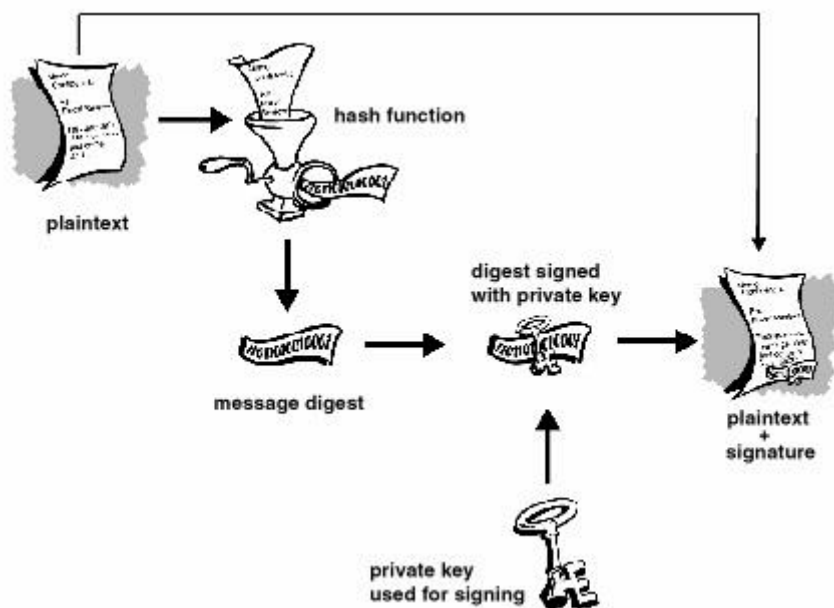 hash function
plaintext
digest signed
with private key
message digest
plaintext
+
signature
private key
used for signing